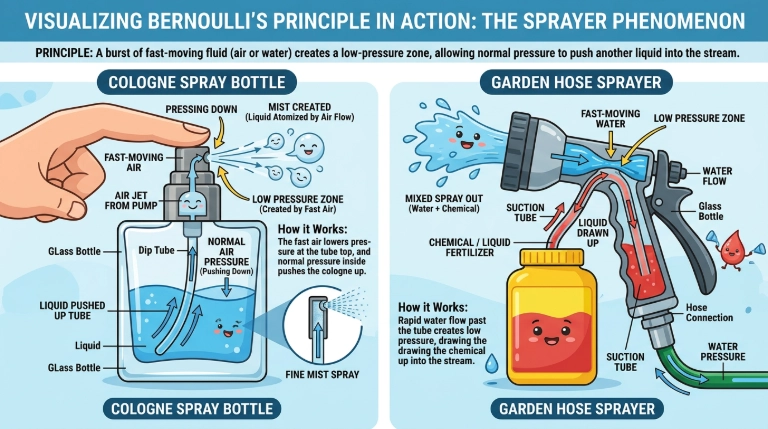 VISUALIZING BERNOULLI'S PRINCIPLE IN ACTION: THE SPRAYER PHENOMENON
PRINCIPLE: A burst of fast-moving fluid (air or water) creates a low-pressure zone, allowing normal pressure to push another liquid into the stream.
COLOGNE SPRAY BOTTLE
PRESSING DOWN
MIST CREATED
(Liquid Atomized by Air Flow)
FAST-MOVING
AIR
AIR JET
FROM PUMP
LOW PRESSURE ZONE
(Created by Fast Air)
GLass Bottle
Dip Tube
NORMAL
AIR
PRESSURE
(Pushing Down)
How it Works:
The fast air lowers pres-
sure at the tube top, and
normal pressure inside
pushes the cologne up.
LIQUID PUSHED
UP TUBE
Liquid
GLass Bottle
FINE MIST SPRAY
COLOGNE SPRAY BOTTLE
GARDEN HOSE SPRAYER
FAST-MOVING
WATER
LOW PRESSURE ZONE
WATER
FLOW
Glass
Bottle
MIXED SPRAY OUT
(Water + Chemical)
SUCTION
TUBE
LIQUID
DRAWN
UP
CHEMICAL / LIQUID
FERTILIZER
How it Works:
Rapid water flow past
the tube creates low
pressure, drawing the
drawing the chemical
up into the stream.
Hose
Connection
SUCTION
TUBE
WATER
PRESSURE
GARDEN HOSE SPRAYER